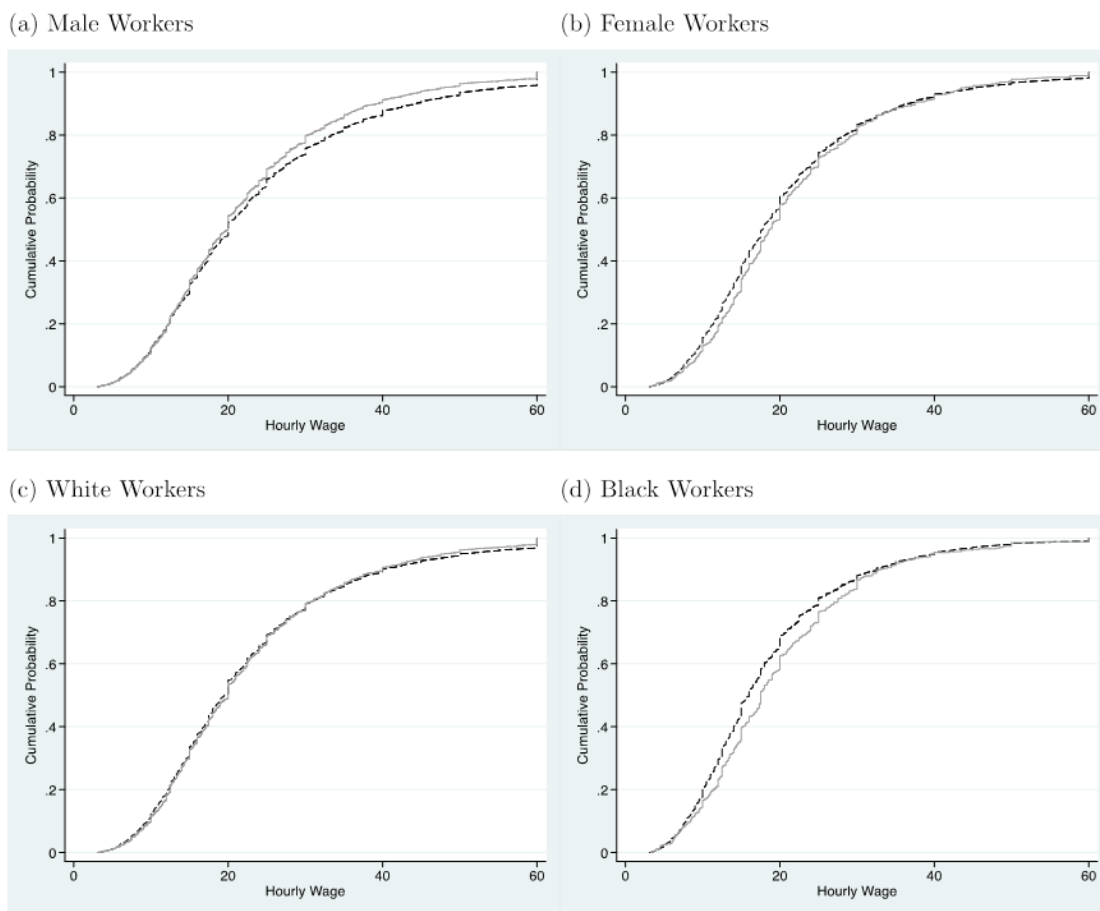 (a) Male Workers
1
.8
.6
.4
.2
0
Cumulative Probability
0 20 40 60
Hourly Wage
(b) Female Workers
1
.8
.6
.4
.2
0
Cumulative Probability
0 20 40 60
Hourly Wage
(c) White Workers
1
.8
.6
.4
.2
0
Cumulative Probability
0 20 40 60
Hourly Wage
(d) Black Workers
1
.8
.6
.4
.2
0
Cumulative Probability
0 20 40 60
Hourly Wage